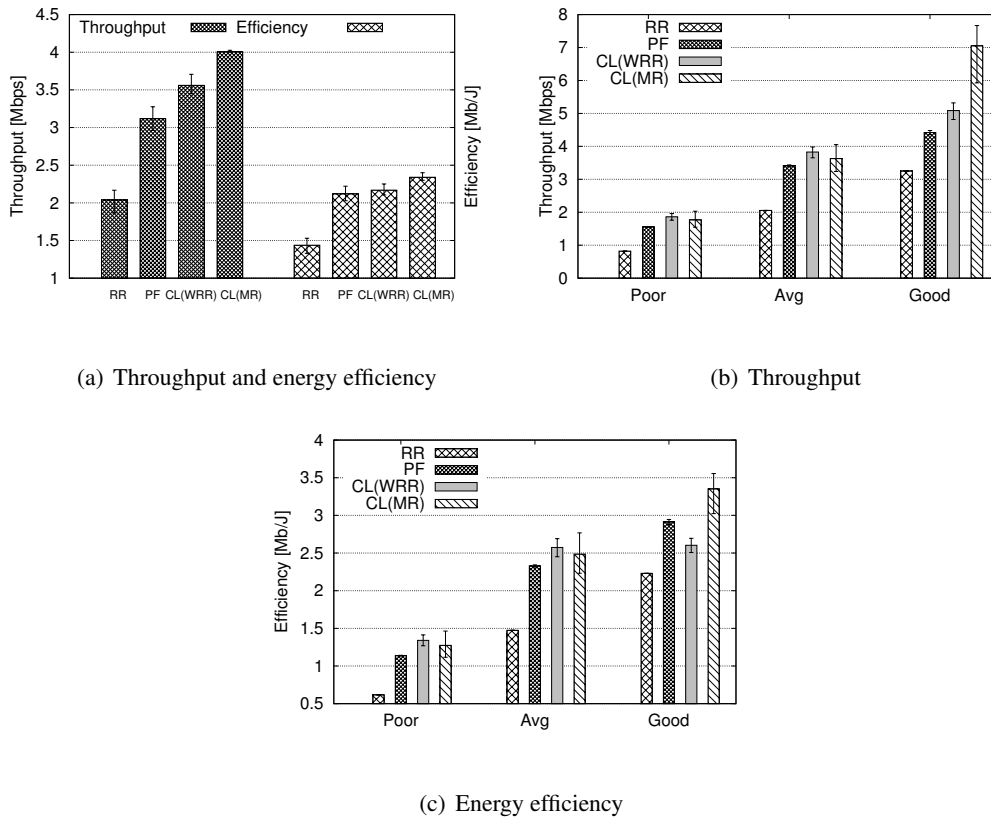 Throughput Efficiency
4
3.5
3
2.5
2
1.5
1
Throughput [Mbps]
Efficiency [Mb/J]
RR PF CL(WRR) CL(MR) RR PF CL(WRR) CL(MR)
(a) Throughput and energy efficiency
8
7
6
5
4
3
2
1
0
Throughput [Mbps]
RR
PF
CL(WRR)
CL(MR)
Poor Avg Good
(b) Throughput
4
3.5
3
2.5
2
1.5
1
0.5
Efficiency [Mb/J]
RR
PF
CL(WRR)
CL(MR)
Poor Avg Good
(c) Energy efficiency